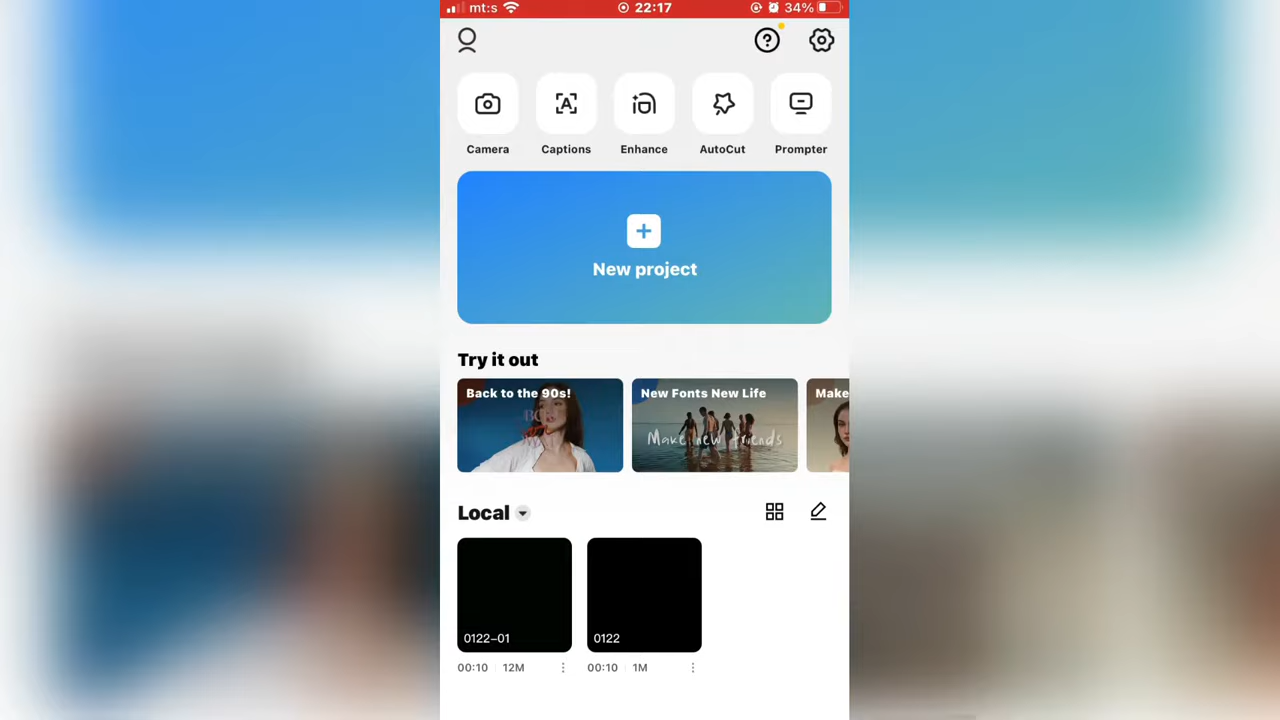 mt:s 22:17 34%
Camera Captions Enhance AutoCut Prompter
New project
Try it out
Back to the 90s! New Fonts New Life Make
Make new friends
Local
0122-01 0122
00:10 12M 00:10 1M